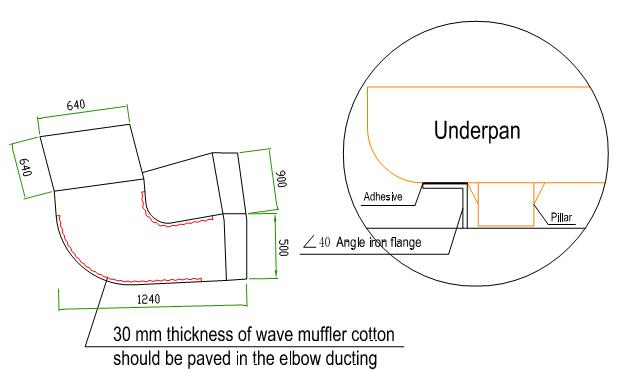 640
640
900
500
1240
30 mm thickness of wave muffler cotton
should be paved in the elbow ducting
Underpan
Adhesive
Pillar
∠40 Angle iron flange